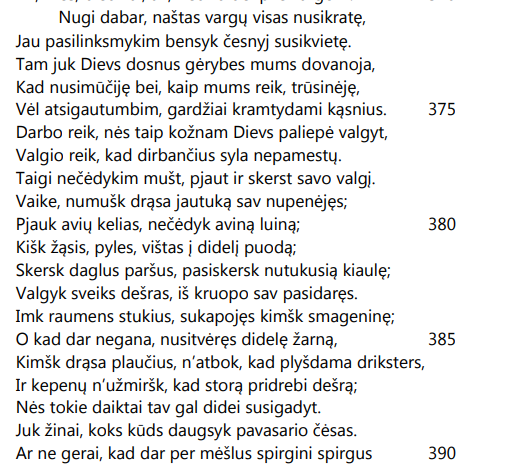 Nugi dabar, naštas vargų visas nusikratę,
Jau pasilinksmykim bensyk česnyj susikvietę.
Tam juk Dievs dosnus gėrybes mums dovanoja,
Kad nusimūčiję bei, kaip mums reik, trūsinėję,
Vėl atsigautumbim, gardžiai kramtydami kąsnius. 375
Darbo reik, nės taip kožnam Dievs paliepė valgyt,
Valgio reik, kad dirbančius syla nepamestų.
Taigi nečėdykim mušt, pjaut ir skerst savo valgį.
Vaike, numušk drąsa jautuką sav nupenėjęs;
Pjauk avių kelias, nečėdyk aviną luiną; 380
Kišk žąsis, pyles, vištas į didelį puodą;
Skersk daglus paršus, pasiskersk nutukusią kiaulę;
Valgyk sveiks dešras, iš kruopo sav pasidaręs.
Imk raumens stukius, sukapojęs kimšk smageninę;
O kad dar negana, nusitvėręs didelę žarną, 385
Kimšk drąsa plaučius, n'atbok, kad plyšdama driksters,
Ir kepenų n'užmiršk, kad storą pridrebi dešrą;
Nės tokie daiktai tav gal didei susigadyt.
Juk žinai, koks kūds daugsyk pavasario čėsas.
Ar ne gerai, kad dar per mėšlus spirgini spirgus 390